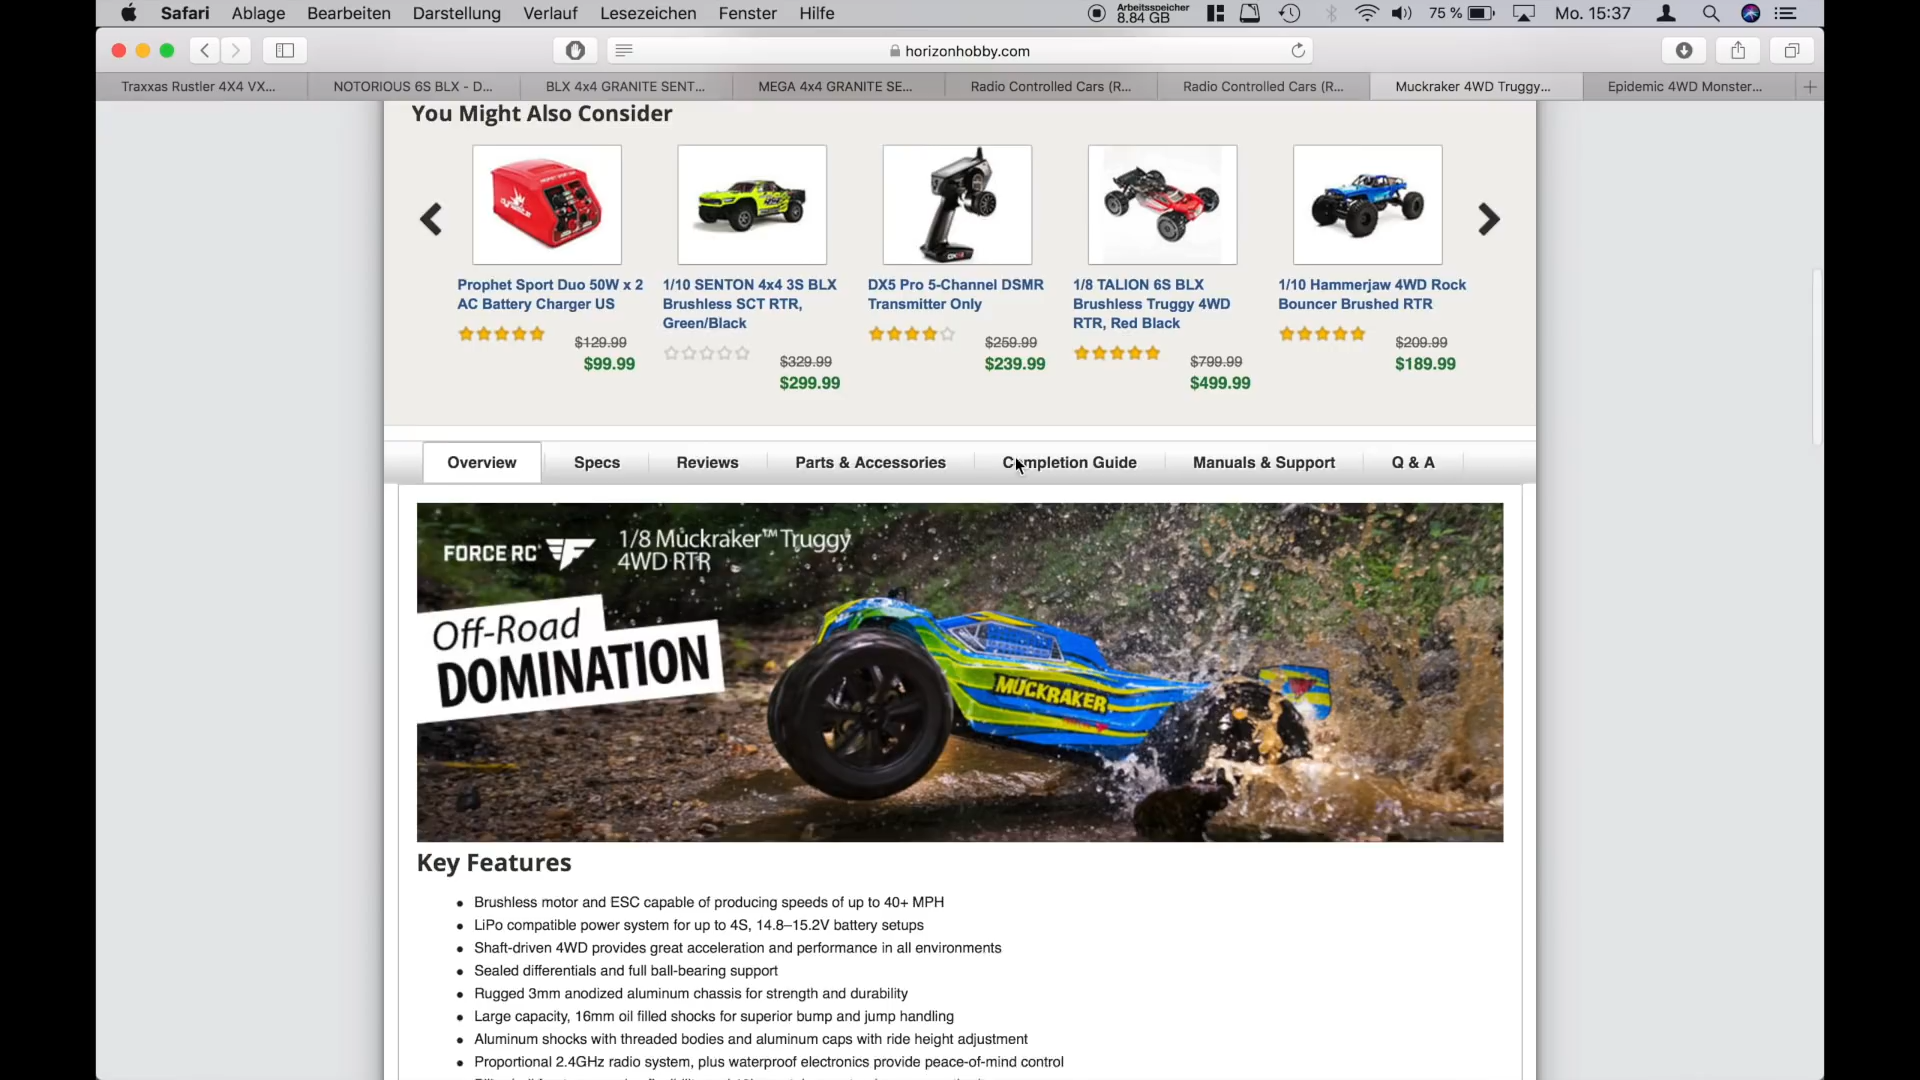 Safari Ablage Bearbeiten Darstellung Verlauf Lesezeichen Fenster Hilfe Arbeitsspeicher 8.84 GB 75 % Mo. 15:37
horizonhobby.com
Traxxas Rustler 4X4 VX... NOTORIOUS 6S BLX - D... BLX 4x4 GRANITE SENT... MEGA 4x4 GRANITE SE... Radio Controlled Cars (R... Radio Controlled Cars (R... Muckraker 4WD Truggy... Epidemic 4WD Monster...
You Might Also Consider
Prophet Sport Duo 50W x 2
AC Battery Charger US
$129.99
$99.99
1/10 SENTON 4x4 3S BLX
Brushless SCT RTR,
Green/Black
$329.99
$299.99
DX5 Pro 5-Channel DSMR
Transmitter Only
$259.99
$239.99
1/8 TALION 6S BLX
Brushless Truggy 4WD
RTR, Red Black
$799.99
$499.99
1/10 Hammerjaw 4WD Rock
Bouncer Brushed RTR
$209.99
$189.99
Overview Specs Reviews Parts & Accessories Completion Guide Manuals & Support Q & A
FORCE RC
1/8 Muckraker™ Truggy
4WD RTR
Off-Road
DOMINATION
MUCKRAKER
Key Features
• Brushless motor and ESC capable of producing speeds of up to 40+ MPH
• LiPo compatible power system for up to 4S, 14.8–15.2V battery setups
• Shaft-driven 4WD provides great acceleration and performance in all environments
• Sealed differentials and full ball-bearing support
• Rugged 3mm anodized aluminum chassis for strength and durability
• Large capacity, 16mm oil filled shocks for superior bump and jump handling
• Aluminum shocks with threaded bodies and aluminum caps with ride height adjustment
• Proportional 2.4GHz radio system, plus waterproof electronics provide peace-of-mind control